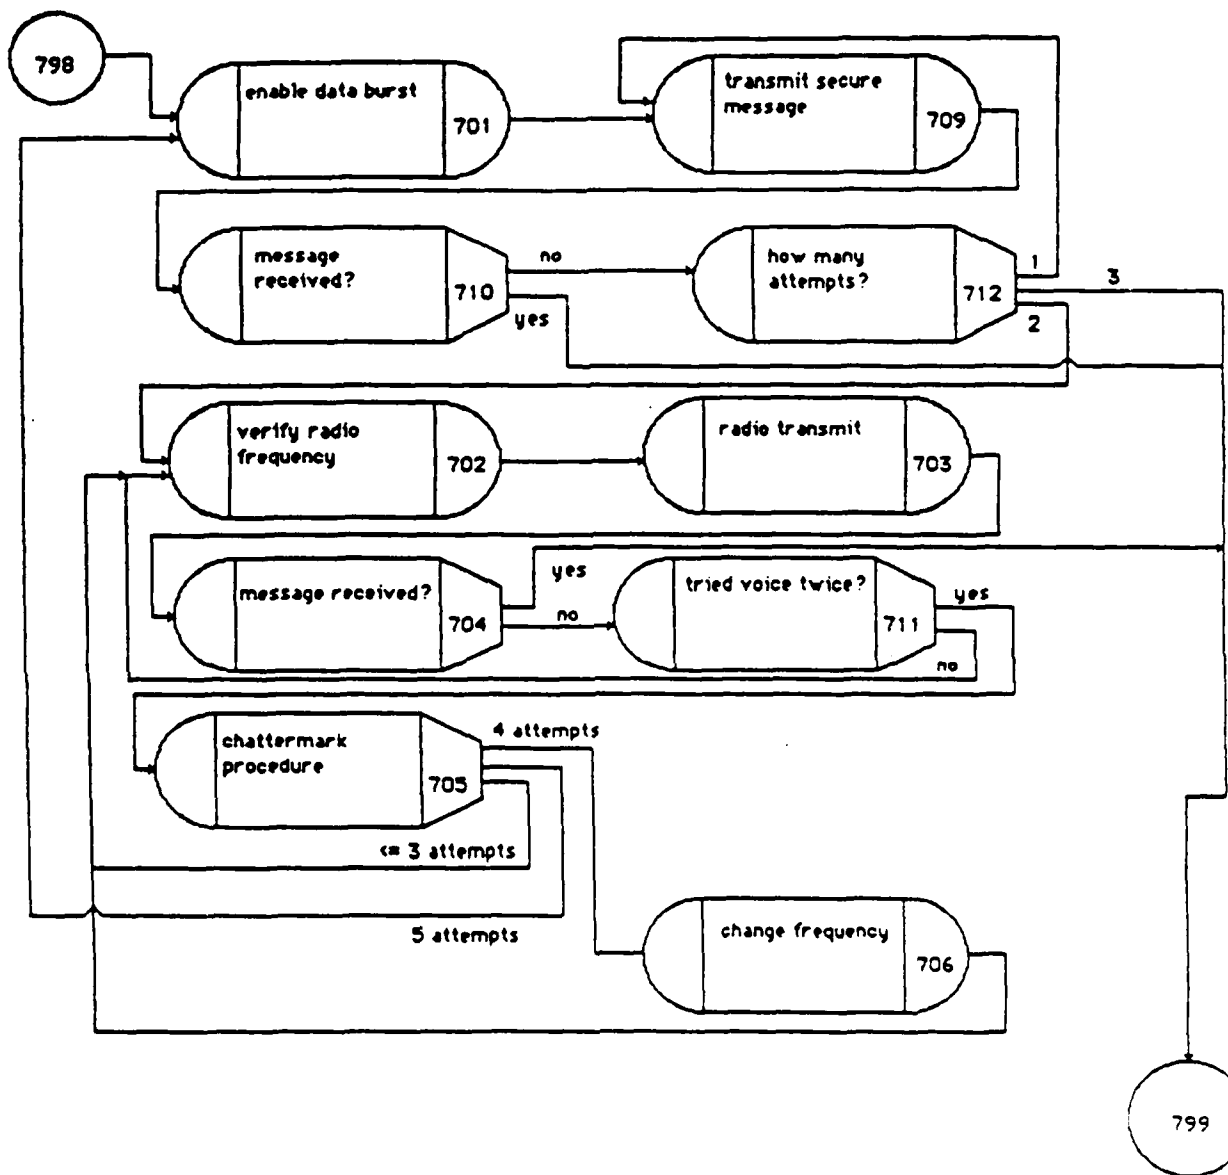 798
enable data burst
701
transmit secure
message
709
message
received?
710
no
yes
how many
attempts?
712
1
3
2
verify radio
frequency
702
radio transmit
703
message received?
704
yes
no
tried voice twice?
711
yes
no
chattermark
procedure
705
4 attempts
<= 3 attempts
5 attempts
change frequency
706
799